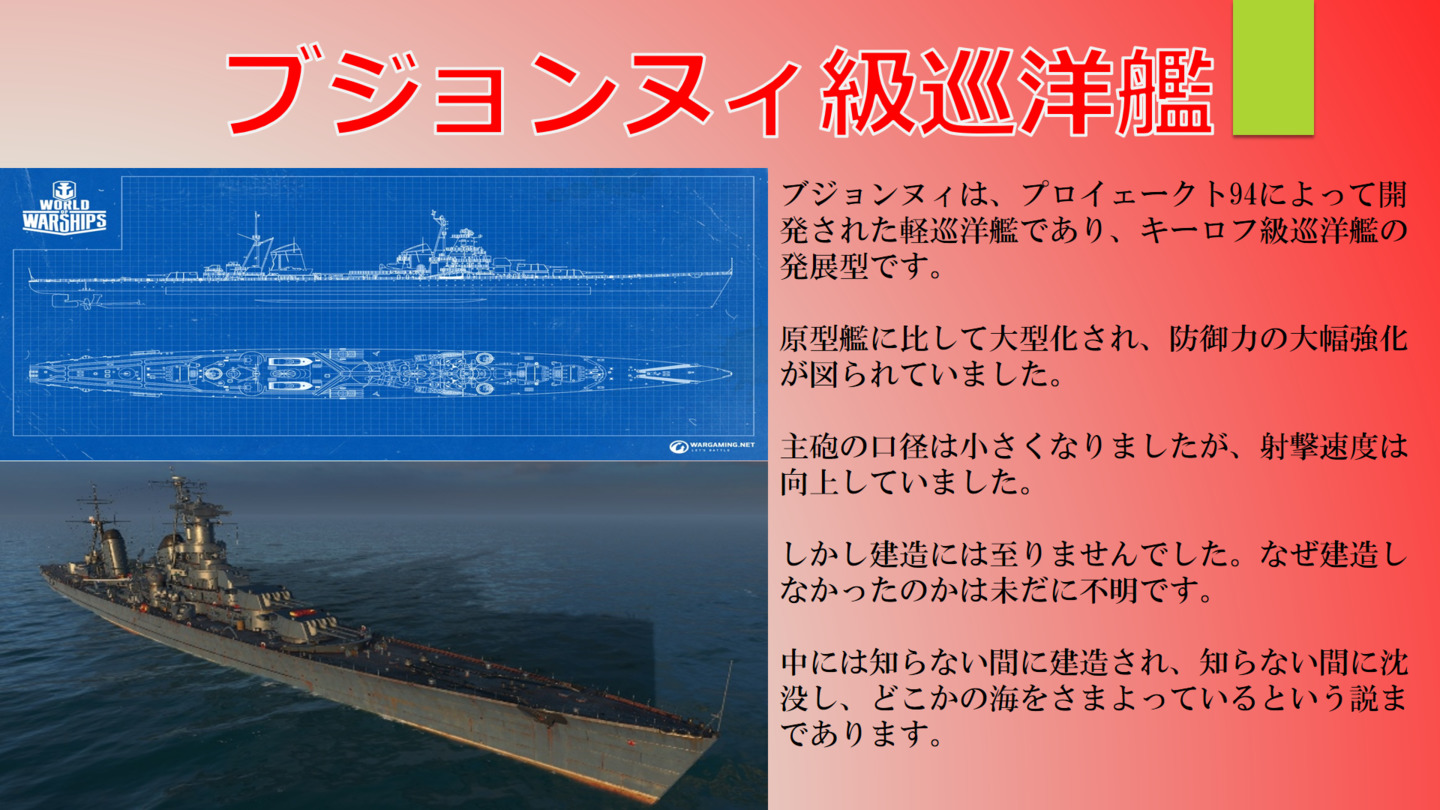 ブジョンヌィ級巡洋艦
WORLD
OF
WARSHIPS
WARGAMING.NET
LET'S BATTLE
ブジョンヌィは、プロイェークト94によって開
発された軽巡洋艦であり、キーロフ級巡洋艦の
発展型です。
原型艦に比して大型化され、防御力の大幅強化
が図られていました。
主砲の口径は小さくなりましたが、射撃速度は
向上していました。
しかし建造には至りませんでした。なぜ建造し
なかったのかは未だに不明です。
中には知らない間に建造され、知らない間に沈
没し、どこかの海をさまよっているという説ま
であります。